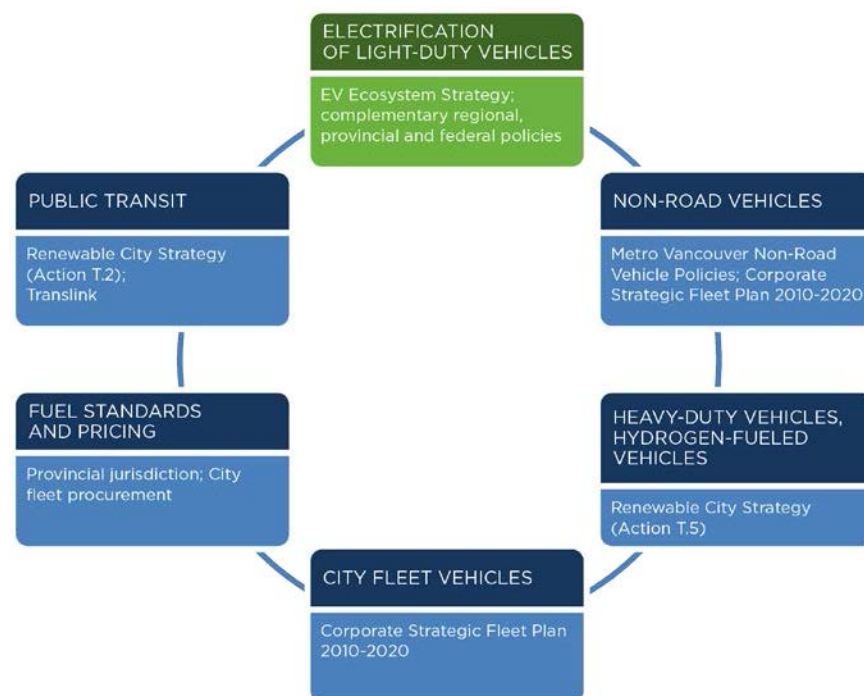 ELECTRIFICATION
OF LIGHT-DUTY VEHICLES
EV Ecosystem Strategy;
complementary regional,
provincial and federal policies
PUBLIC TRANSIT
Renewable City Strategy
(Action T.2);
Translink
NON-ROAD VEHICLES
Metro Vancouver Non-Road
Vehicle Policies; Corporate
Strategic Fleet Plan 2010-2020
FUEL STANDARDS
AND PRICING
Provincial jurisdiction; City
fleet procurement
HEAVY-DUTY VEHICLES,
HYDROGEN-FUELED
VEHICLES
Renewable City Strategy
(Action T.5)
CITY FLEET VEHICLES
Corporate Strategic Fleet Plan
2010-2020